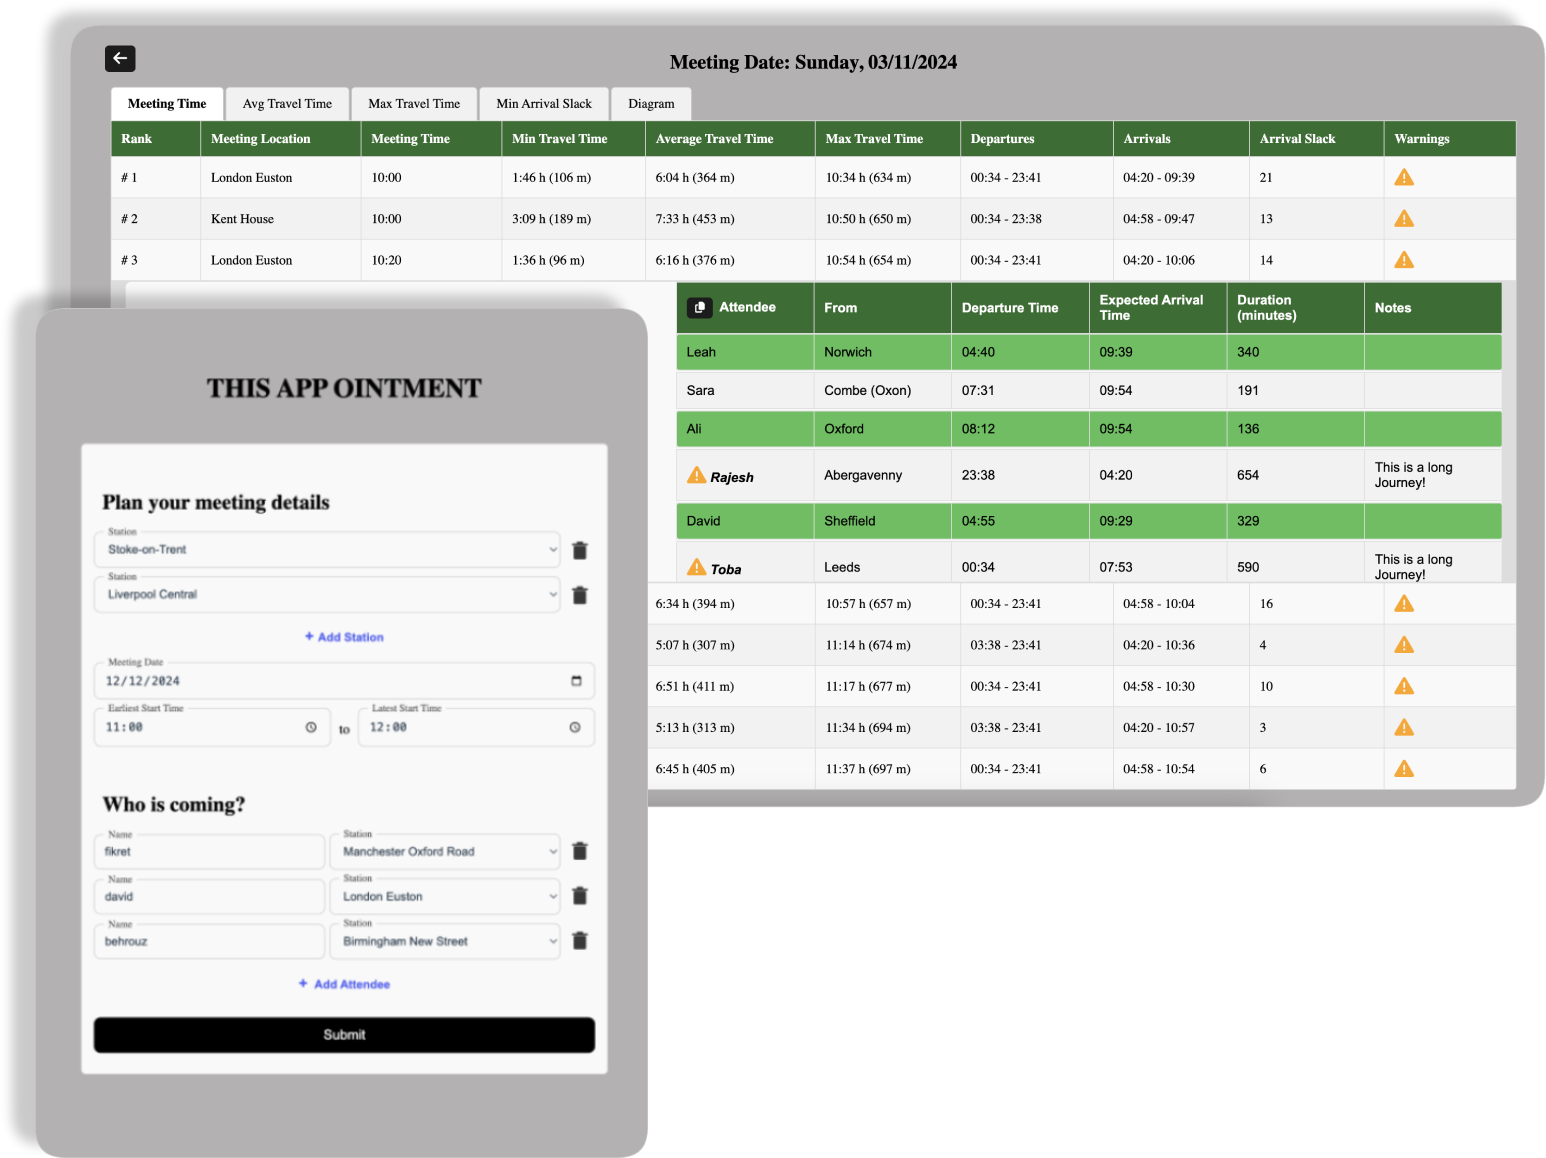 Meeting Date: Sunday, 03/11/2024
Meeting Time Avg Travel Time Max Travel Time Min Arrival Slack Diagram
Rank Meeting Location Meeting Time Min Travel Time Average Travel Time Max Travel Time Departures Arrivals Arrival Slack Warnings
# 1 London Euston 10:00 1:46 h (106 m) 6:04 h (364 m) 10:34 h (634 m) 00:34 - 23:41 04:20 - 09:39 21
# 2 Kent House 10:00 3:09 h (189 m) 7:33 h (453 m) 10:50 h (650 m) 00:34 - 23:38 04:58 - 09:47 13
# 3 London Euston 10:20 1:36 h (96 m) 6:16 h (376 m) 10:54 h (654 m) 00:34 - 23:41 04:20 - 10:06 14
Attendee From Departure Time Expected Arrival Time Duration (minutes) Notes
Leah Norwich 04:40 09:39 340
Sara Combe (Oxon) 07:31 09:54 191
Ali Oxford 08:12 09:54 136
Rajesh Abergavenny 23:38 04:20 654 This is a long Journey!
David Sheffield 04:55 09:29 329
Toba Leeds 00:34 07:53 590 This is a long Journey!
6:34 h (394 m) 10:57 h (657 m) 00:34 - 23:41 04:58 - 10:04 16
5:07 h (307 m) 11:14 h (674 m) 03:38 - 23:41 04:20 - 10:36 4
6:51 h (411 m) 11:17 h (677 m) 00:34 - 23:41 04:58 - 10:30 10
5:13 h (313 m) 11:34 h (694 m) 03:38 - 23:41 04:20 - 10:57 3
6:45 h (405 m) 11:37 h (697 m) 00:34 - 23:41 04:58 - 10:54 6
THIS APP OINTMENT
Plan your meeting details
Station
Stoke-on-Trent
Station
Liverpool Central
+ Add Station
Meeting Date
12/12/2024
Earliest Start Time Latest Start Time
11:00 to 12:00
Who is coming?
Name Station
fikret Manchester Oxford Road
Name Station
david London Euston
Name Station
behrouz Birmingham New Street
+ Add Attendee
Submit